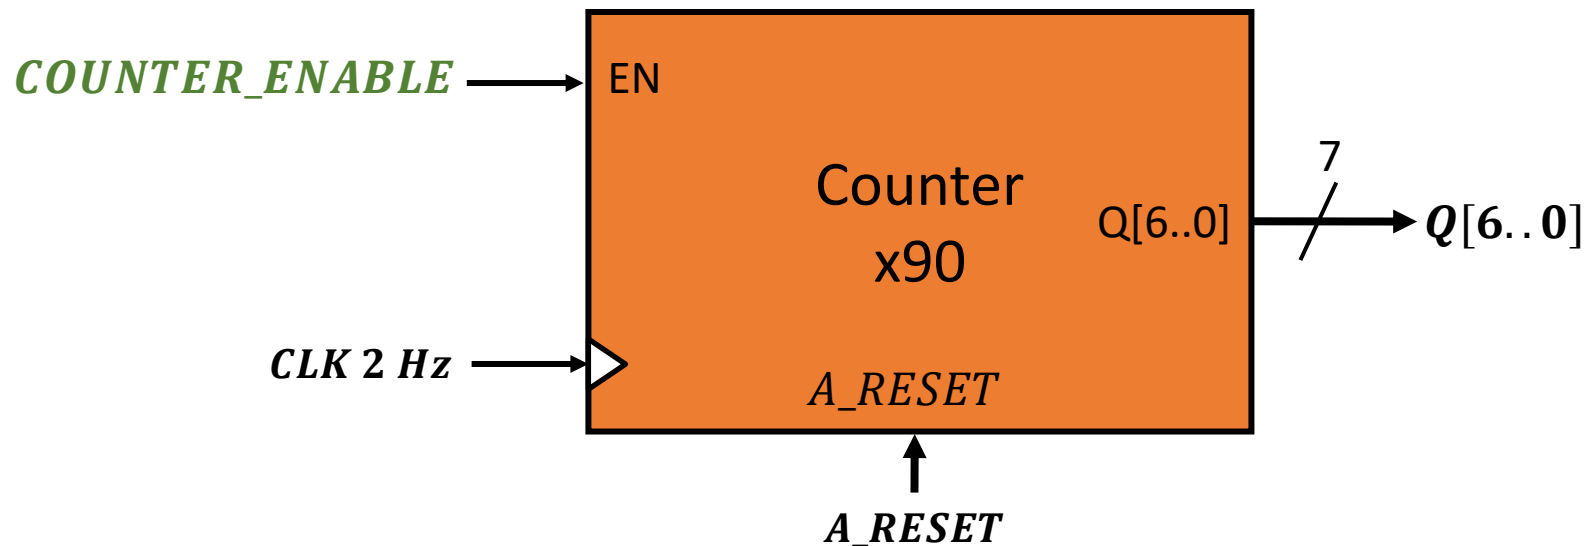 COUNTER_ENABLE
EN
Counter
x90
7
Q[6..0]
Q[6..0]
CLK 2 Hz
A_RESET
A_RESET